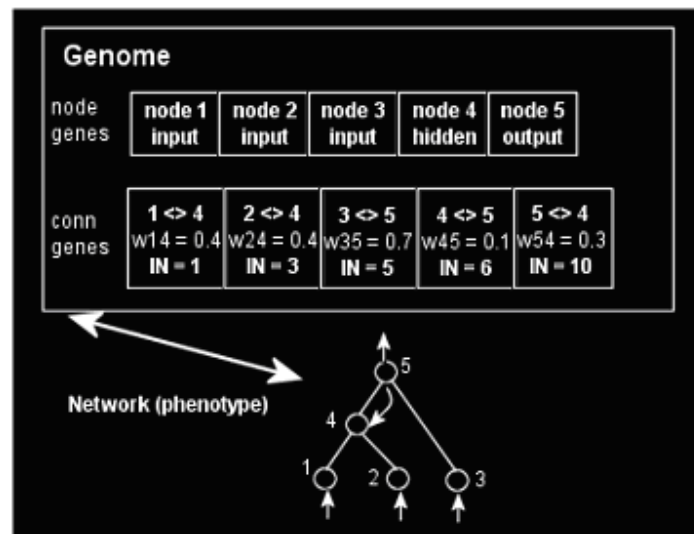 Genome
node genes
node 1 input
node 2 input
node 3 input
node 4 hidden
node 5 output
conn genes
1 <> 4
w14 = 0.4
IN = 1
2 <> 4
w24 = 0.4
IN = 3
3 <> 5
w35 = 0.7
IN = 5
4 <> 5
w45 = 0.1
IN = 6
5 <> 4
w54 = 0.3
IN = 10
Network (phenotype)
5
4
1
2
3